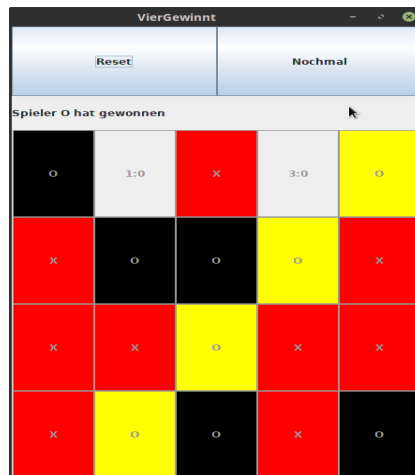 VierGewinnt
Reset Nochmal
Spieler O hat gewonnen
O 1:0 X 3:0 O
X O O O X
X X O X X
X O O X O